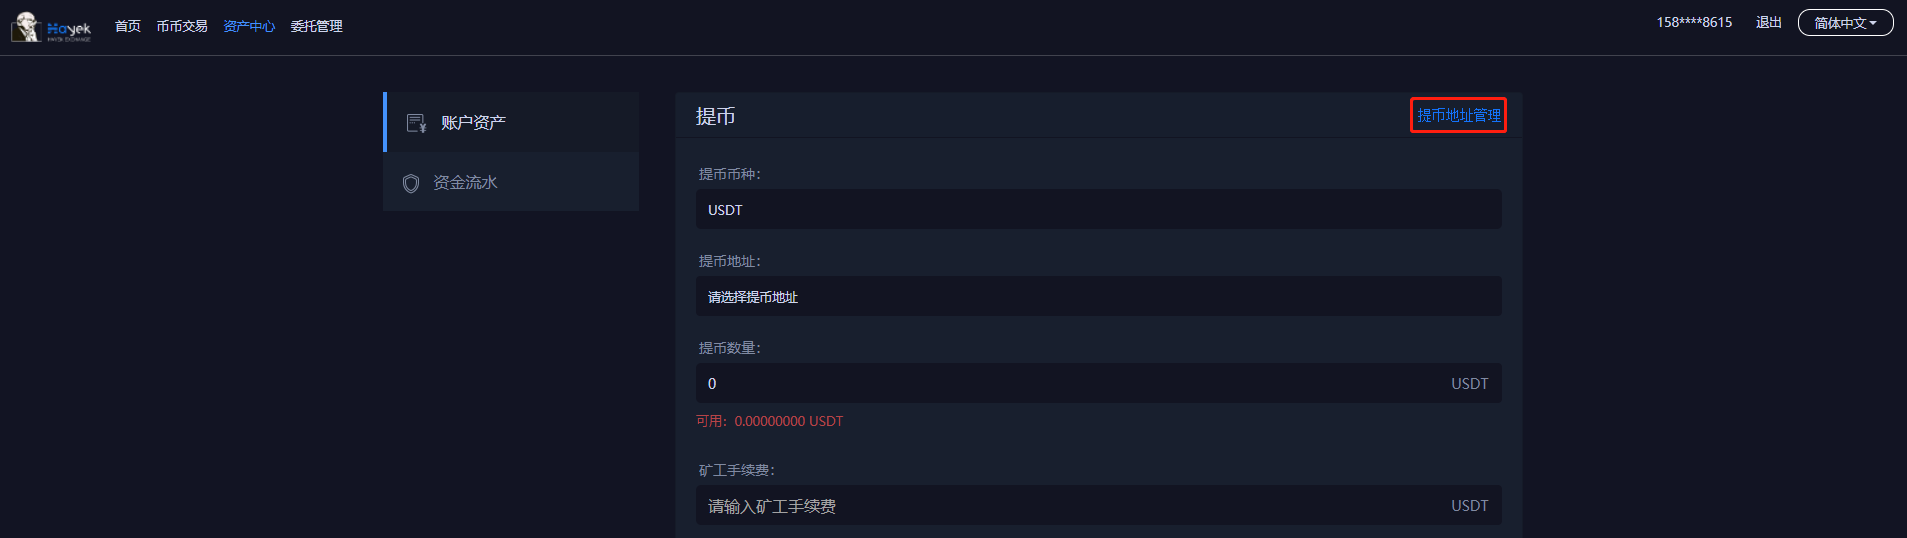 Hayek
HAYEK EXCHANGE
首页 币币交易 资产中心 委托管理
158****8615 退出 简体中文
账户资产
资金流水
提币
提币地址管理
提币币种：
USDT
提币地址：
请选择提币地址
提币数量：
0 USDT
可用：0.00000000 USDT
矿工手续费：
请输入矿工手续费 USDT